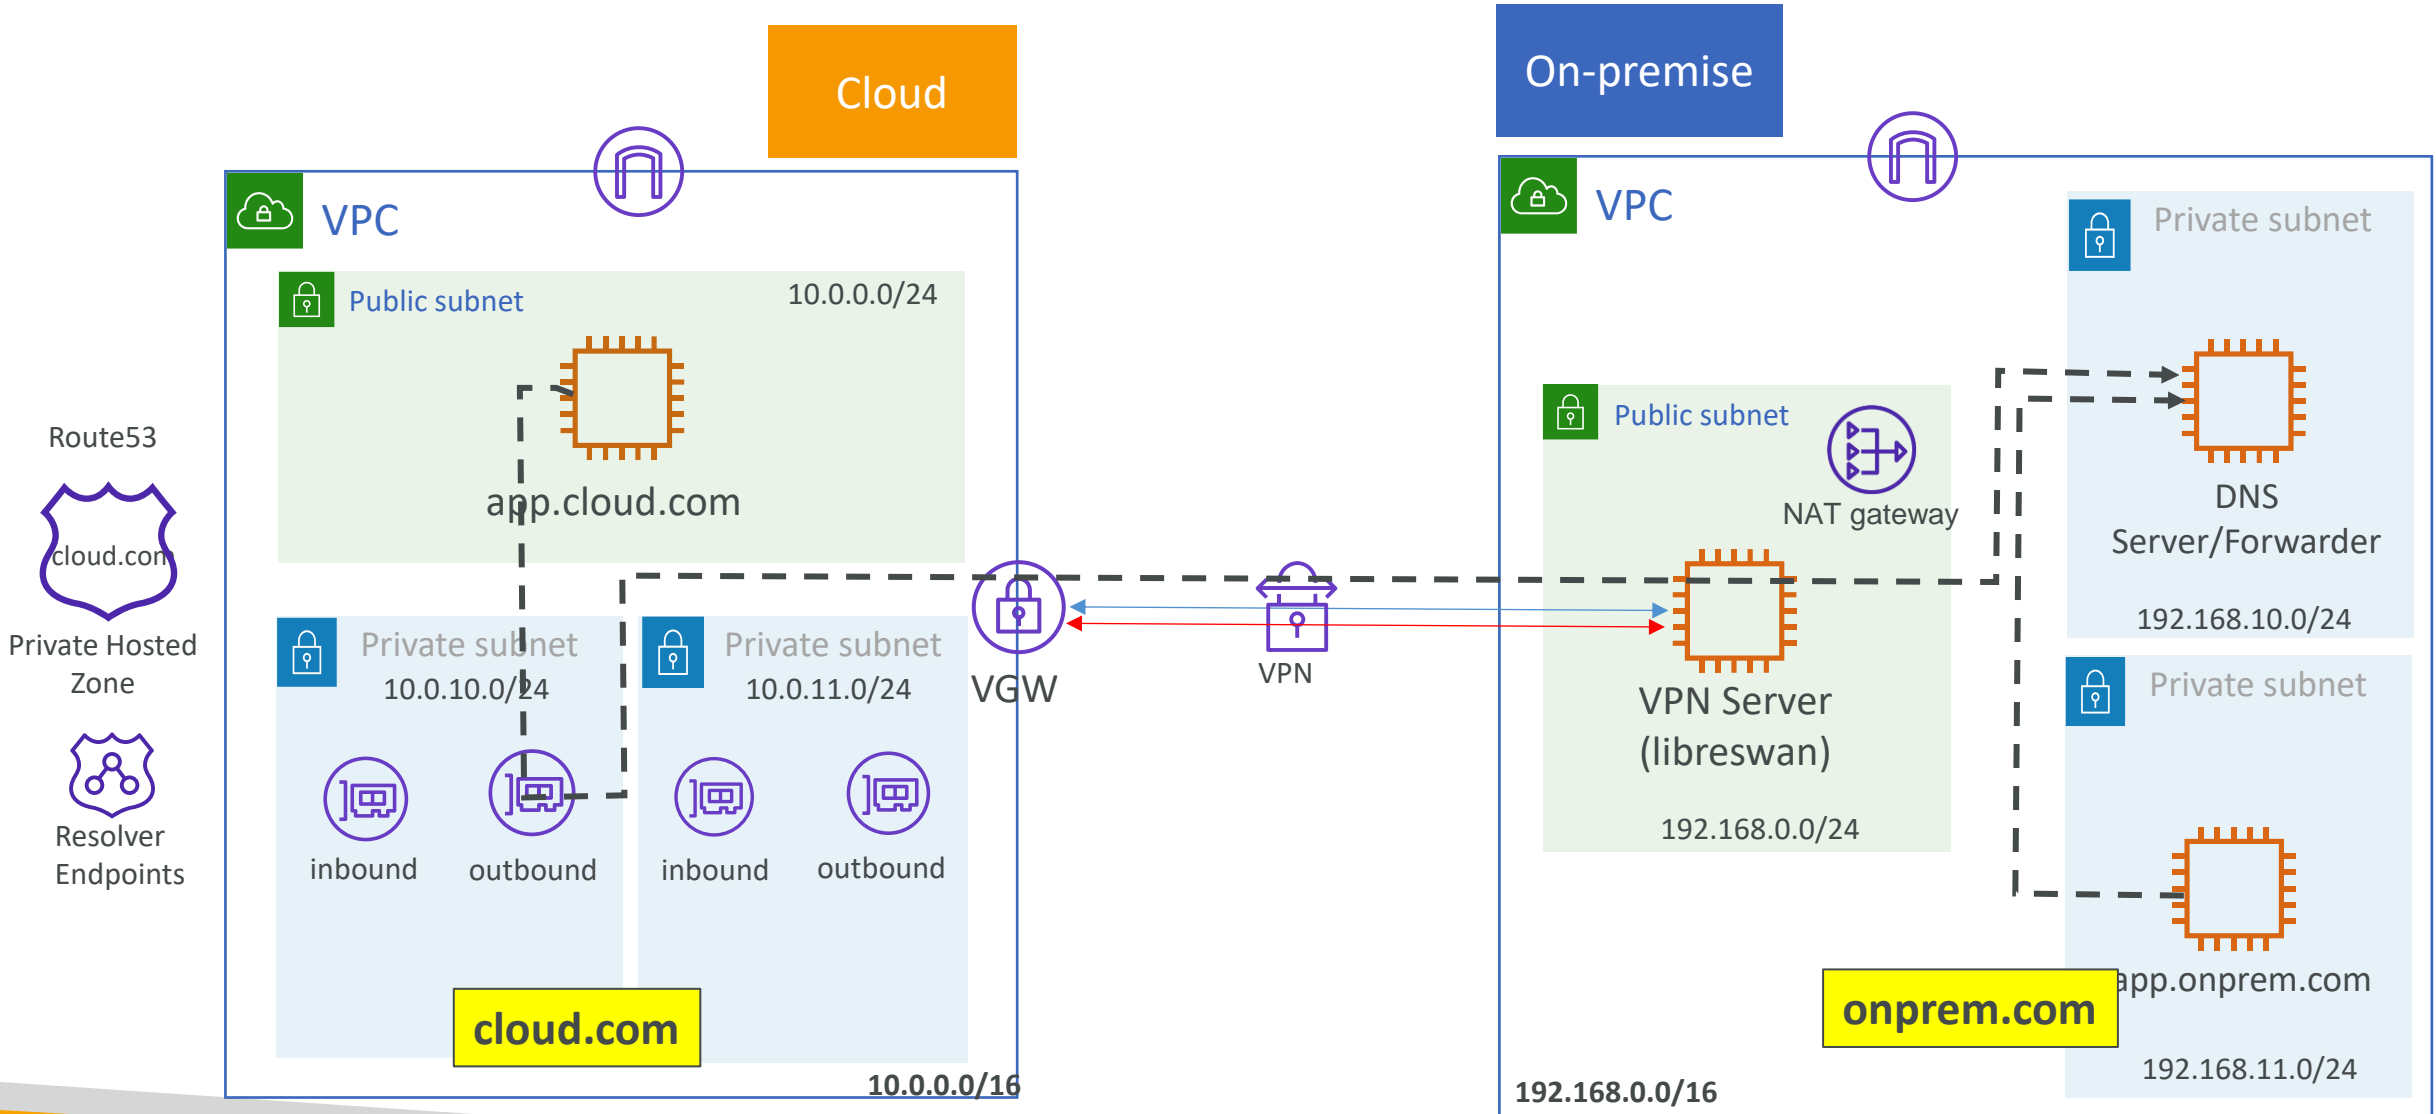 Cloud
On-premise
VPC
Public subnet
10.0.0.0/24
app.cloud.com
Route53
cloud.com
Private Hosted
Zone
Resolver
Endpoints
Private subnet
10.0.10.0/24
inbound
outbound
Private subnet
10.0.11.0/24
inbound
outbound
cloud.com
10.0.0.0/16
VGW
VPN
VPC
Public subnet
NAT gateway
VPN Server
(libreswan)
192.168.0.0/24
Private subnet
DNS
Server/Forwarder
192.168.10.0/24
Private subnet
app.onprem.com
onprem.com
192.168.11.0/24
192.168.0.0/16